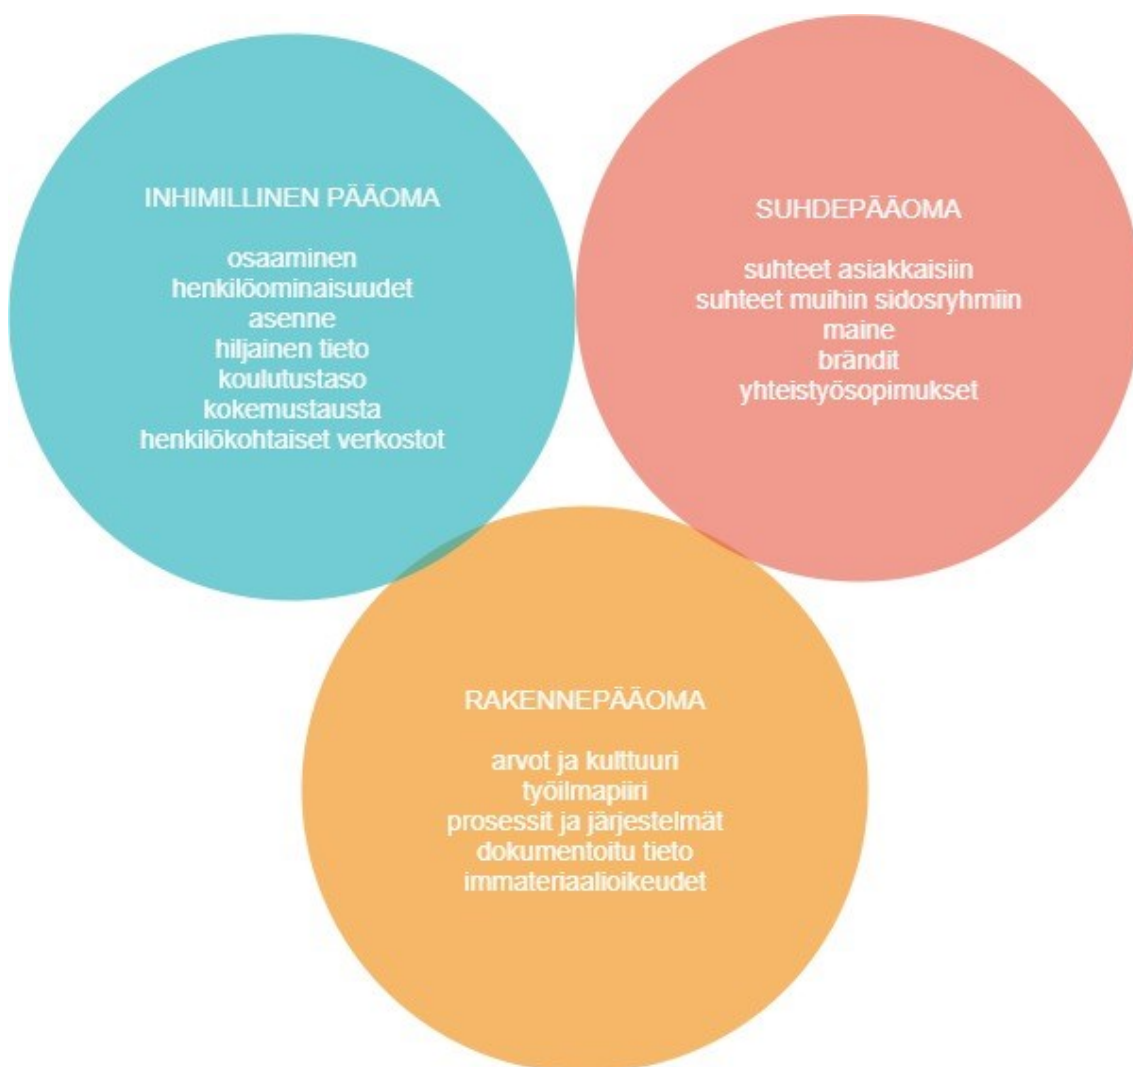 INHIMILLINEN PÄÄOMA
osaaminen
henkilöominaisuudet
asenne
hiljainen tieto
koulutustaso
kokemustausta
henkilökohtaiset verkostot
SUHDEPÄÄOMA
suhteet asiakkaisiin
suhteet muihin sidosryhmiin
maine
brändit
yhteistyösopimukset
RAKENNEPÄÄOMA
arvot ja kulttuuri
työilmapiiri
prosessit ja järjestelmät
dokumentoitu tieto
immateriaalioikeudet